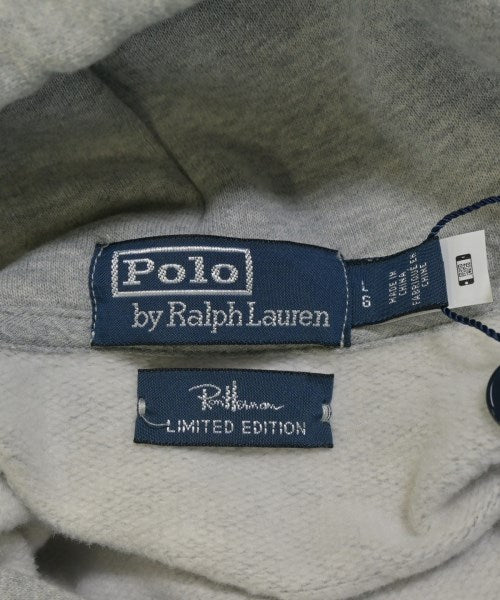 Polo
by Ralph Lauren
L
G
MADE IN
CHINA
FABRIQUÉ EN
CHINE
Ron Herman
LIMITED EDITION